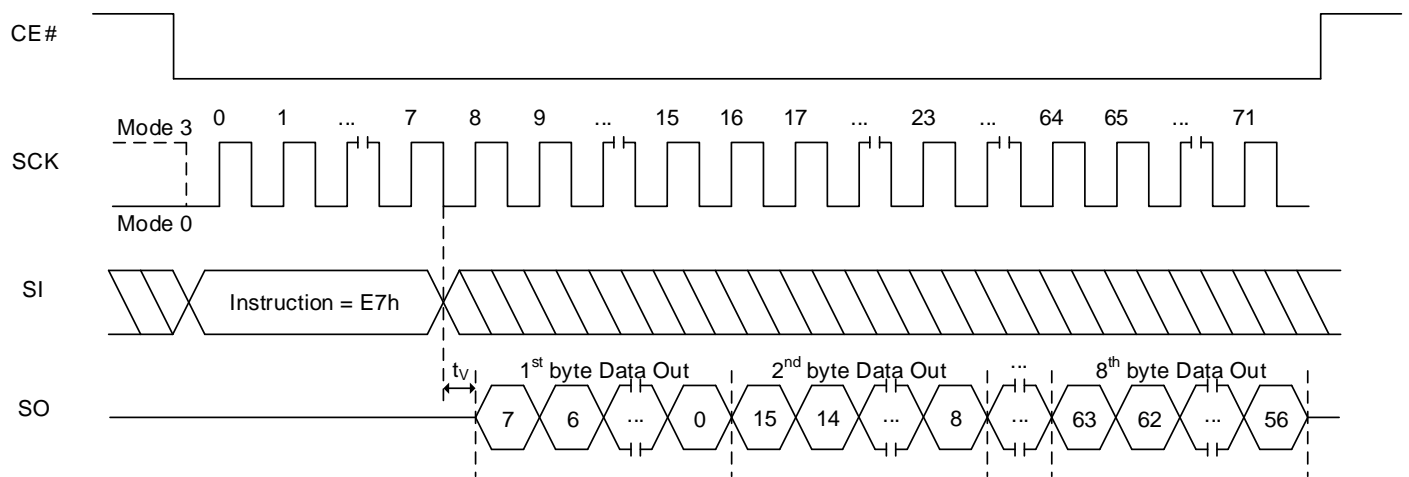 CE#
0 1 ... 7 8 9 ... 15 16 17 ... 23 ... 64 65 ... 71
Mode 3
SCK
Mode 0
SI
Instruction = E7h
tV 1st byte Data Out 2nd byte Data Out ... 8th byte Data Out
SO
7 6 ... 0 15 14 ... 8 ... 63 62 ... 56